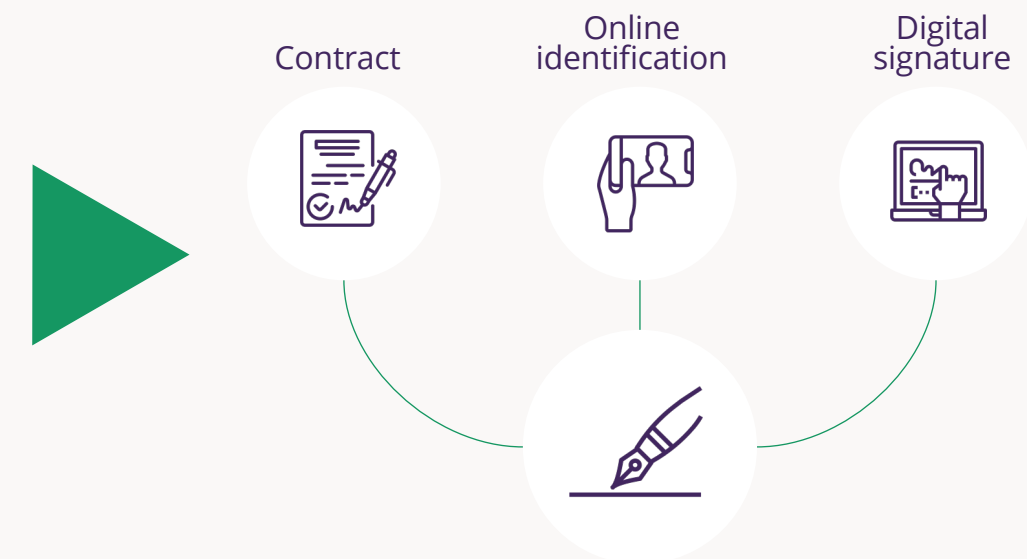 Contract
Online
identification
Digital
signature